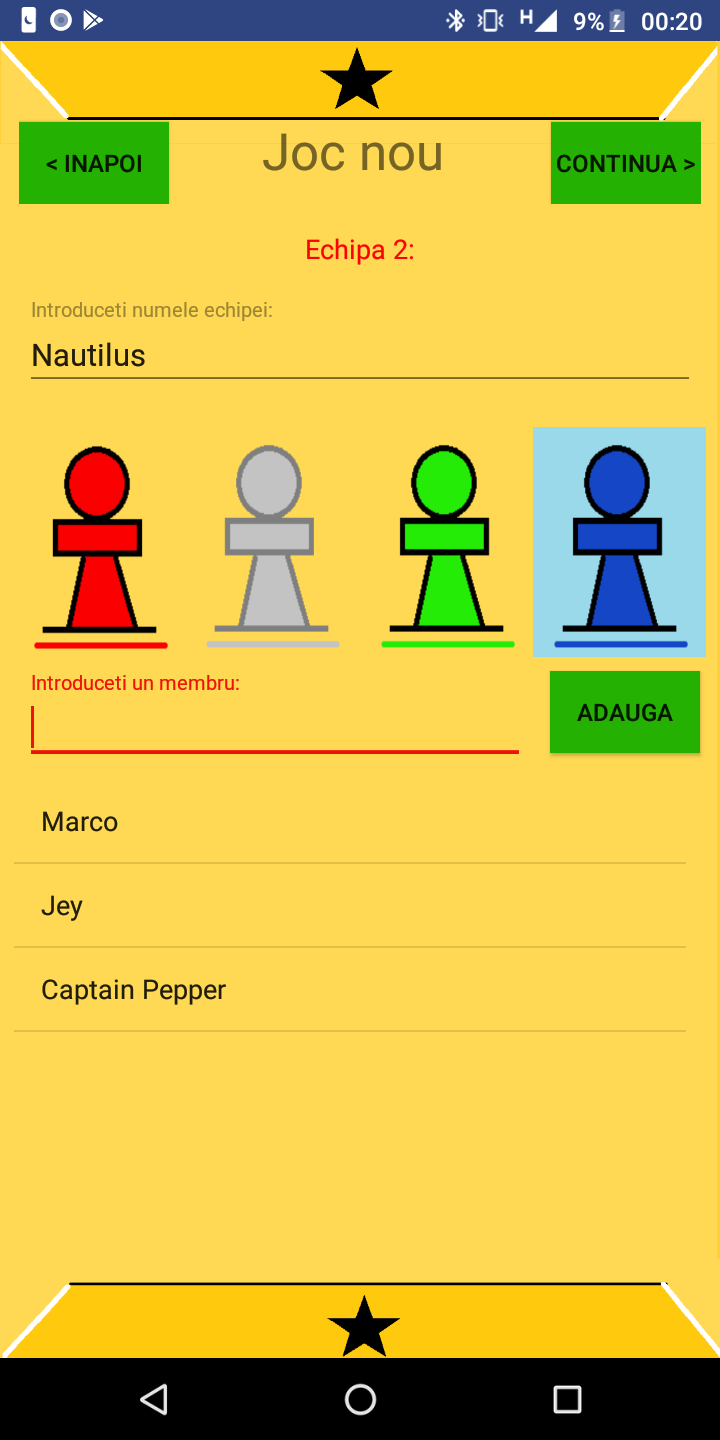 H 9% 00:20
< INAPOI
Joc nou
CONTINUA >
Echipa 2:
Introduceti numele echipei:
Nautilus
Introduceti un membru:
ADAUGA
Marco
Jey
Captain Pepper